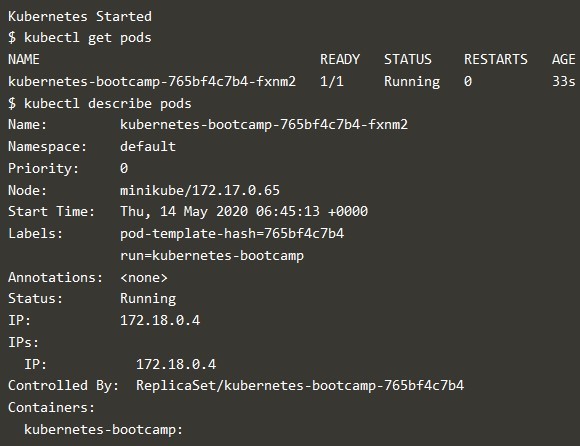 Kubernetes Started
$ kubectl get pods
NAME                                   READY   STATUS    RESTARTS   AGE
kubernetes-bootcamp-765bf4c7b4-fxnm2   1/1     Running   0          33s
$ kubectl describe pods
Name:         kubernetes-bootcamp-765bf4c7b4-fxnm2
Namespace:    default
Priority:     0
Node:         minikube/172.17.0.65
Start Time:   Thu, 14 May 2020 06:45:13 +0000
Labels:       pod-template-hash=765bf4c7b4
              run=kubernetes-bootcamp
Annotations:  <none>
Status:       Running
IP:           172.18.0.4
IPs:
  IP:           172.18.0.4
Controlled By:  ReplicaSet/kubernetes-bootcamp-765bf4c7b4
Containers:
  kubernetes-bootcamp: